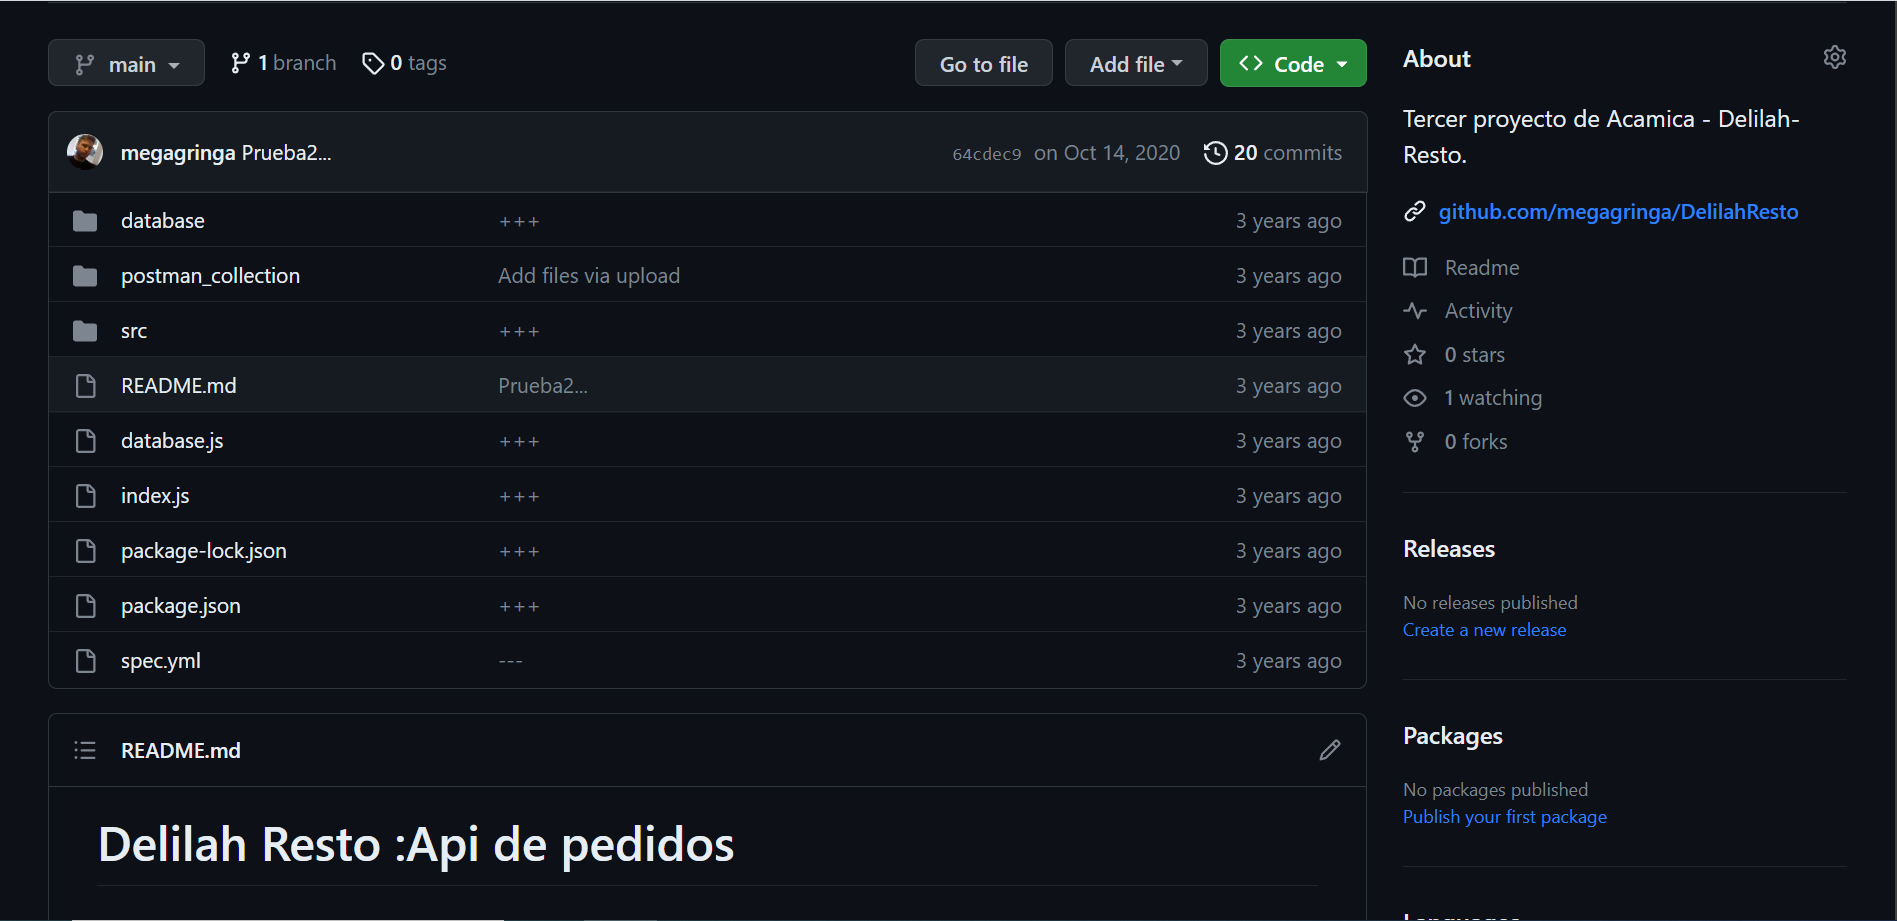 main 1 branch 0 tags Go to file Add file <> Code
megagringa Prueba2... 64cdec9 on Oct 14, 2020 20 commits
database +++ 3 years ago
postman_collection Add files via upload 3 years ago
src +++ 3 years ago
README.md Prueba2... 3 years ago
database.js +++ 3 years ago
index.js +++ 3 years ago
package-lock.json +++ 3 years ago
package.json +++ 3 years ago
spec.yml --- 3 years ago
README.md
Delilah Resto :Api de pedidos
About
Tercer proyecto de Acamica - Delilah-
Resto.
github.com/megagringa/DelilahResto
Readme
Activity
0 stars
1 watching
0 forks
Releases
No releases published
Create a new release
Packages
No packages published
Publish your first package